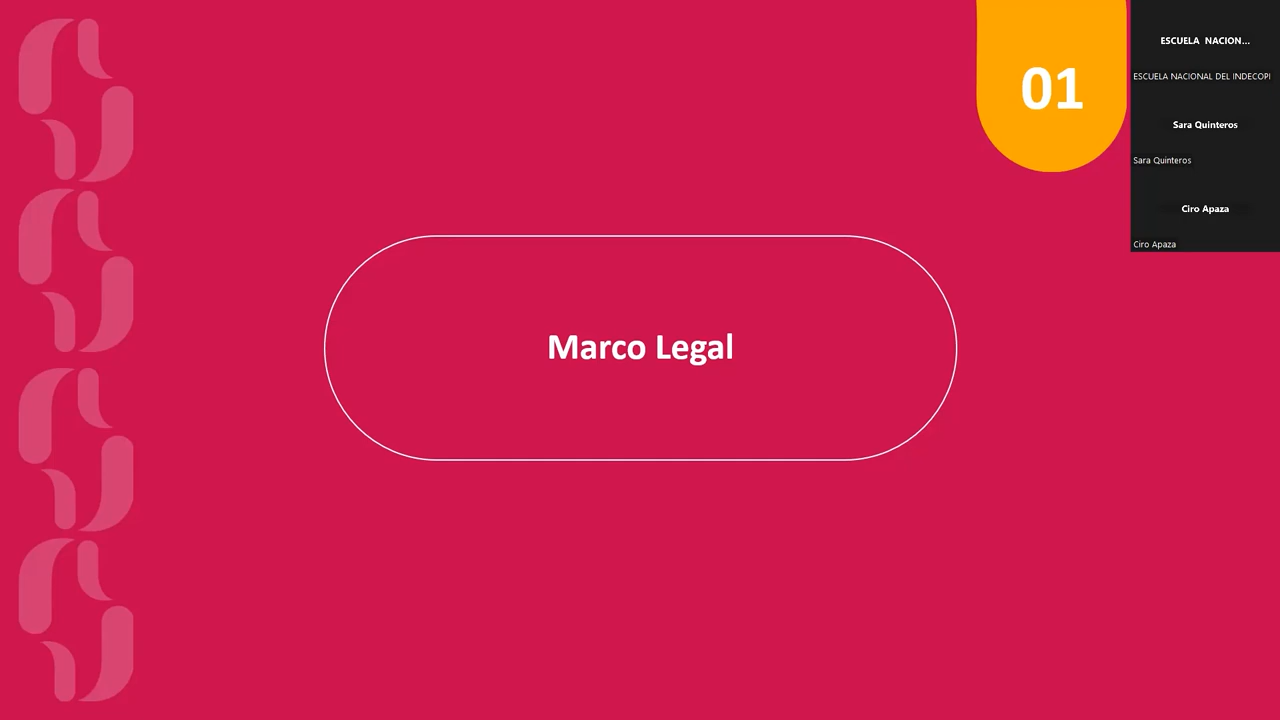 01
Marco Legal
ESCUELA NACION...
ESCUELA NACIONAL DEL INDECOPI
Sara Quinteros
Sara Quinteros
Ciro Apaza
Ciro Apaza